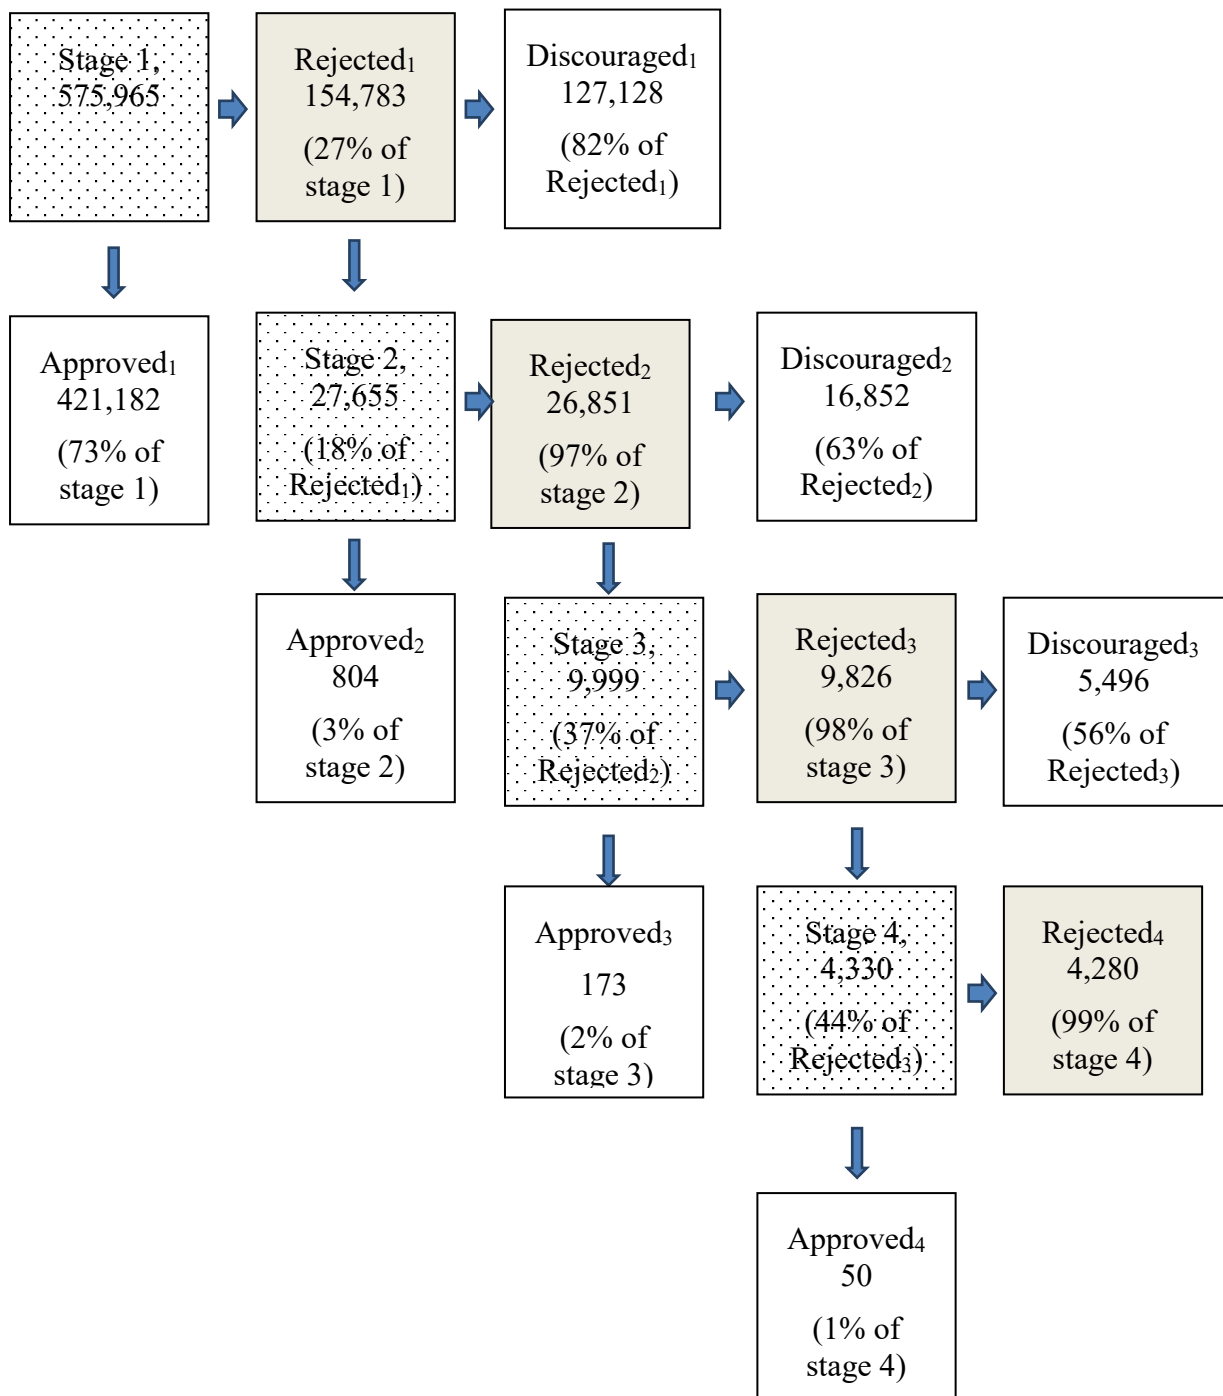 Stage 1,
575,965
Rejected₁
154,783
(27% of
stage 1)
Discouraged₁
127,128
(82% of
Rejected₁)
Approved₁
421,182
(73% of
stage 1)
Stage 2,
27,655
(18% of
Rejected₁)
Rejected₂
26,851
(97% of
stage 2)
Discouraged₂
16,852
(63% of
Rejected₂)
Approved₂
804
(3% of
stage 2)
Stage 3,
9,999
(37% of
Rejected₂)
Rejected₃
9,826
(98% of
stage 3)
Discouraged₃
5,496
(56% of
Rejected₃)
Approved₃
173
(2% of
stage 3)
Stage 4,
4,330
(44% of
Rejected₃)
Rejected₄
4,280
(99% of
stage 4)
Approved₄
50
(1% of
stage 4)